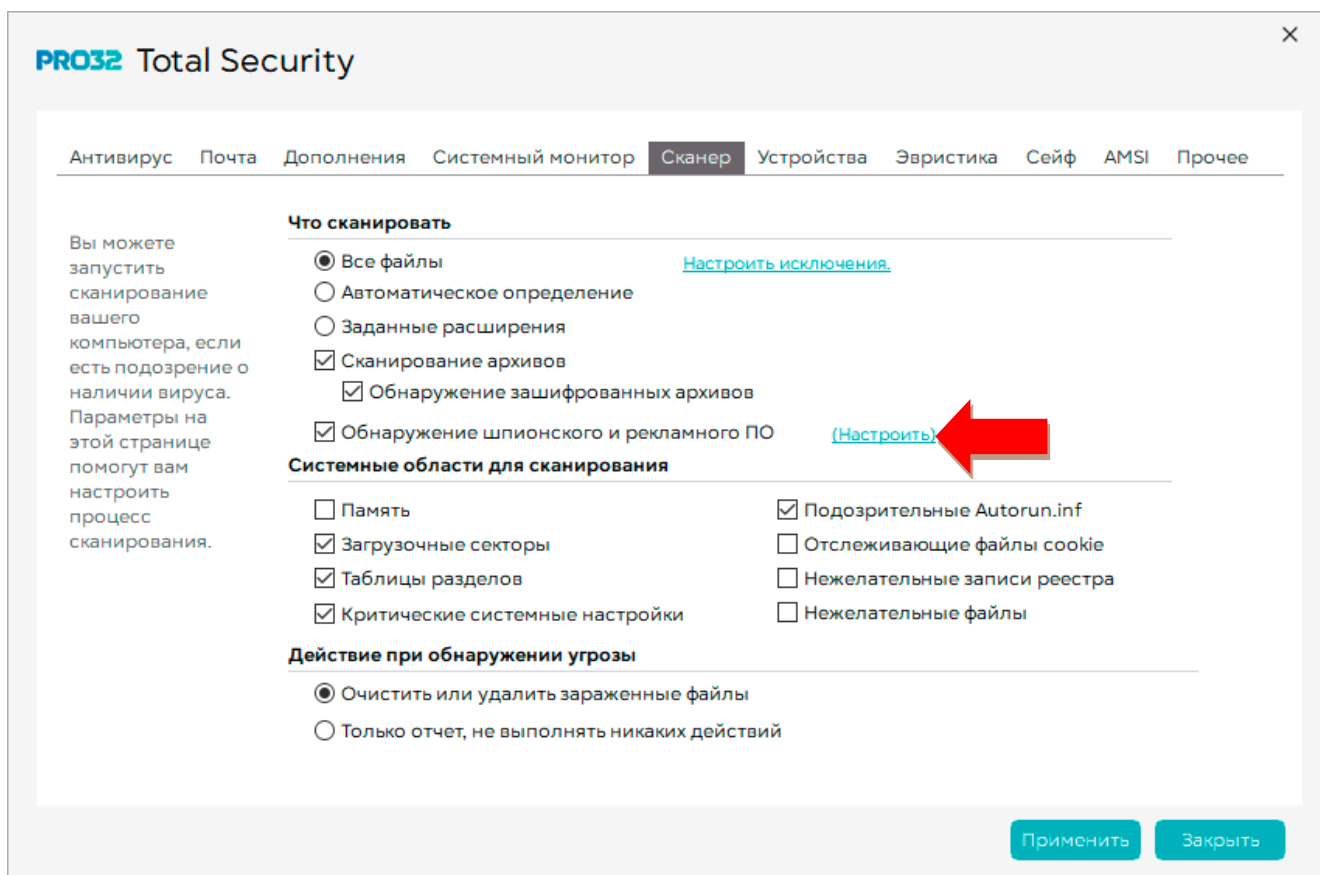 PRO32 Total Security
Антивирус Почта Дополнения Системный монитор Сканер Устройства Эвристика Сейф AMSI Прочее
Вы можете
запустить
сканирование
вашего
компьютера, если
есть подозрение о
наличии вируса.
Параметры на
этой странице
помогут вам
настроить
процесс
сканирования.
Что сканировать
Все файлы
Настроить исключения.
Автоматическое определение
Заданные расширения
Сканирование архивов
Обнаружение зашифрованных архивов
Обнаружение шпионского и рекламного ПО
(Настроить)
Системные области для сканирования
Память
Подозрительные Autorun.inf
Загрузочные секторы
Отслеживающие файлы cookie
Таблицы разделов
Нежелательные записи реестра
Критические системные настройки
Нежелательные файлы
Действие при обнаружении угрозы
Очистить или удалить зараженные файлы
Только отчет, не выполнять никаких действий
Применить
Закрыть